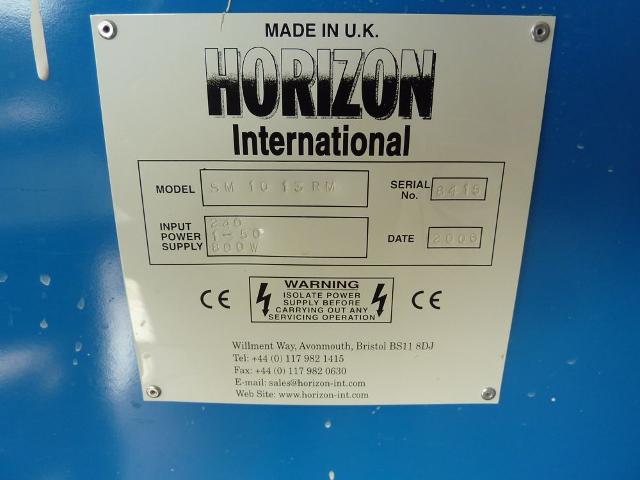 MADE IN U.K.
HORIZON
International
MODEL SM 10 15 RM
SERIAL No. 8415
INPUT POWER SUPPLY 240
1-50
800W
DATE 2006
WARNING
ISOLATE POWER
SUPPLY BEFORE
CARRYING OUT ANY
SERVICING OPERATION
CE
CE
Willment Way, Avonmouth, Bristol BS11 8DJ
Tel: +44 (0) 117 982 1415
Fax: +44 (0) 117 982 0630
E-mail: sales@horizon-int.com
Web Site: www.horizon-int.com